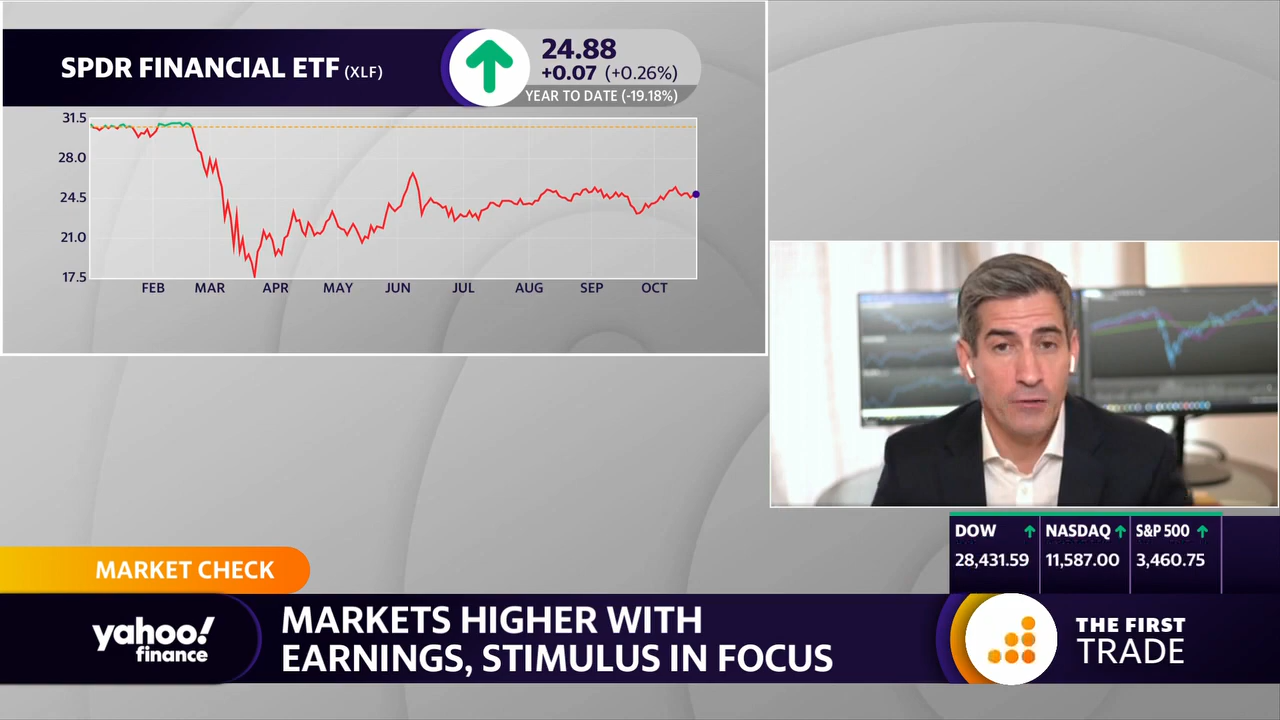 SPDR FINANCIAL ETF (XLF)
24.88
+0.07 (+0.26%)
YEAR TO DATE (-19.18%)
31.5
28.0
24.5
21.0
17.5
FEB MAR APR MAY JUN JUL AUG SEP OCT
DOW NASDAQ S&P 500
28,431.59 11,587.00 3,460.75
MARKET CHECK
yahoo!
finance
MARKETS HIGHER WITH
EARNINGS, STIMULUS IN FOCUS
THE FIRST
TRADE